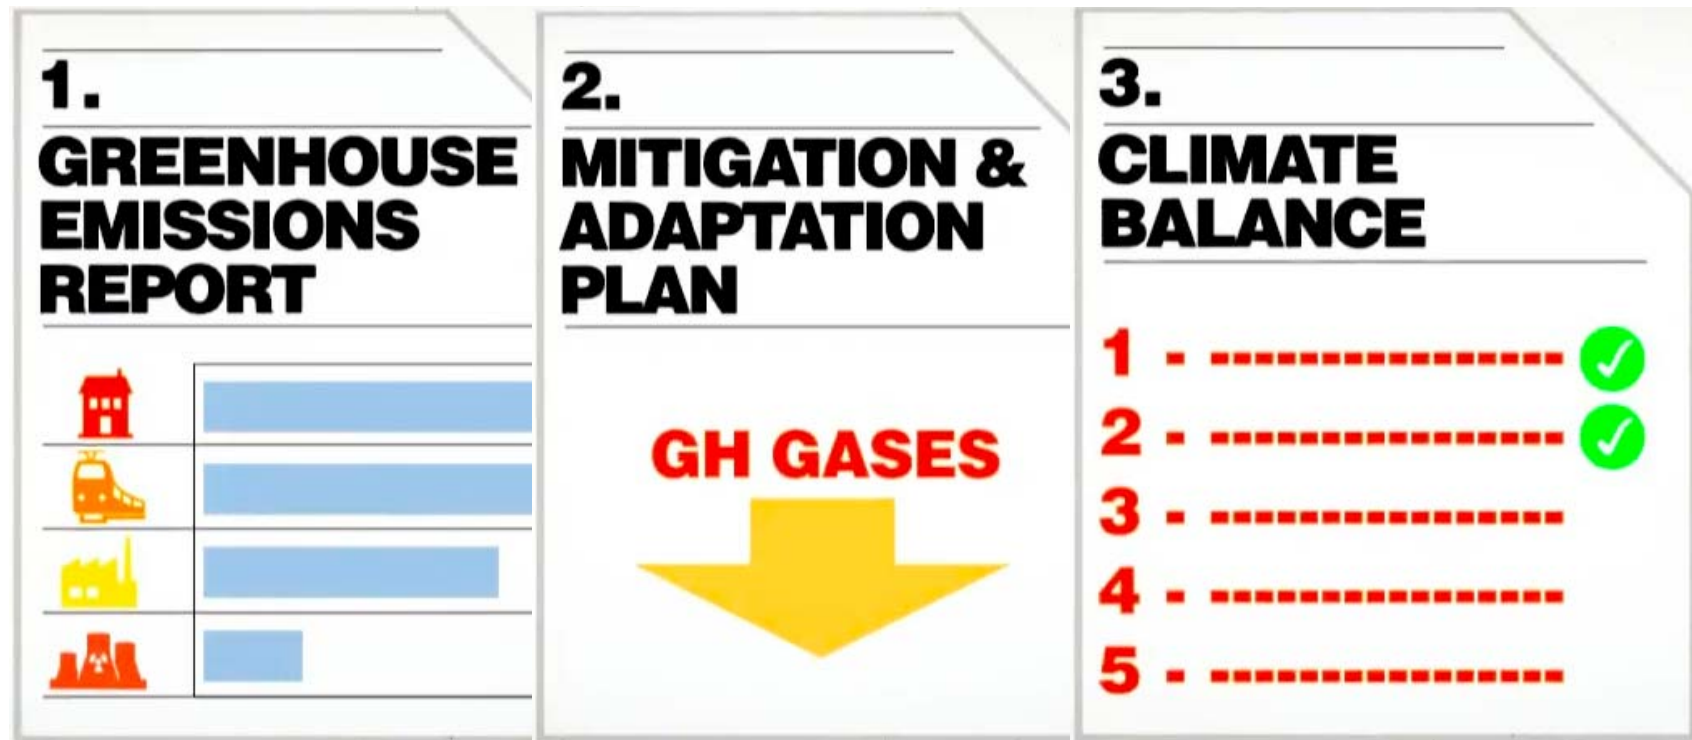 1.
GREENHOUSE
EMISSIONS
REPORT
2.
MITIGATION &
ADAPTATION
PLAN
GH GASES
3.
CLIMATE
BALANCE
1 - ----------------
2 - ----------------
3 - ----------------
4 - ----------------
5 - ----------------